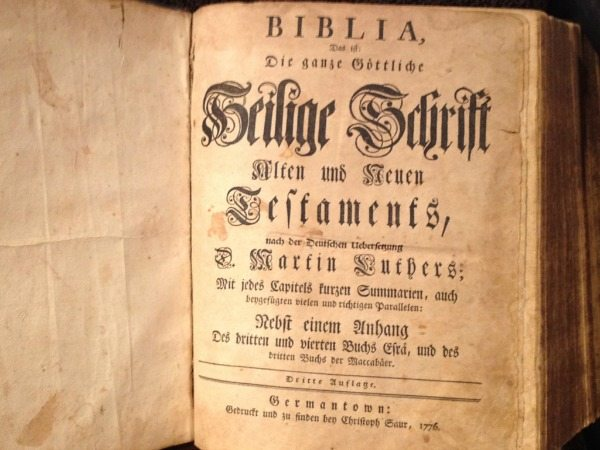 BIBLIA,
Das ist:
Die ganze Göttliche
Heilige Schrift
Alten und Neuen
Testaments,
nach der Deutschen Uebersetzung
D. Martin Luthers;
Mit jedes Capitels kurzen Summarien, auch
beygefügten vielen und richtigen Parallelen:
Nebst einem Anhang
Des dritten und vierten Buchs Esrä, und des
dritten Buchs der Maccabäer.
Dritte Auflage.
Germantown:
Gedruckt und zu finden bey Christoph Saur, 1776.